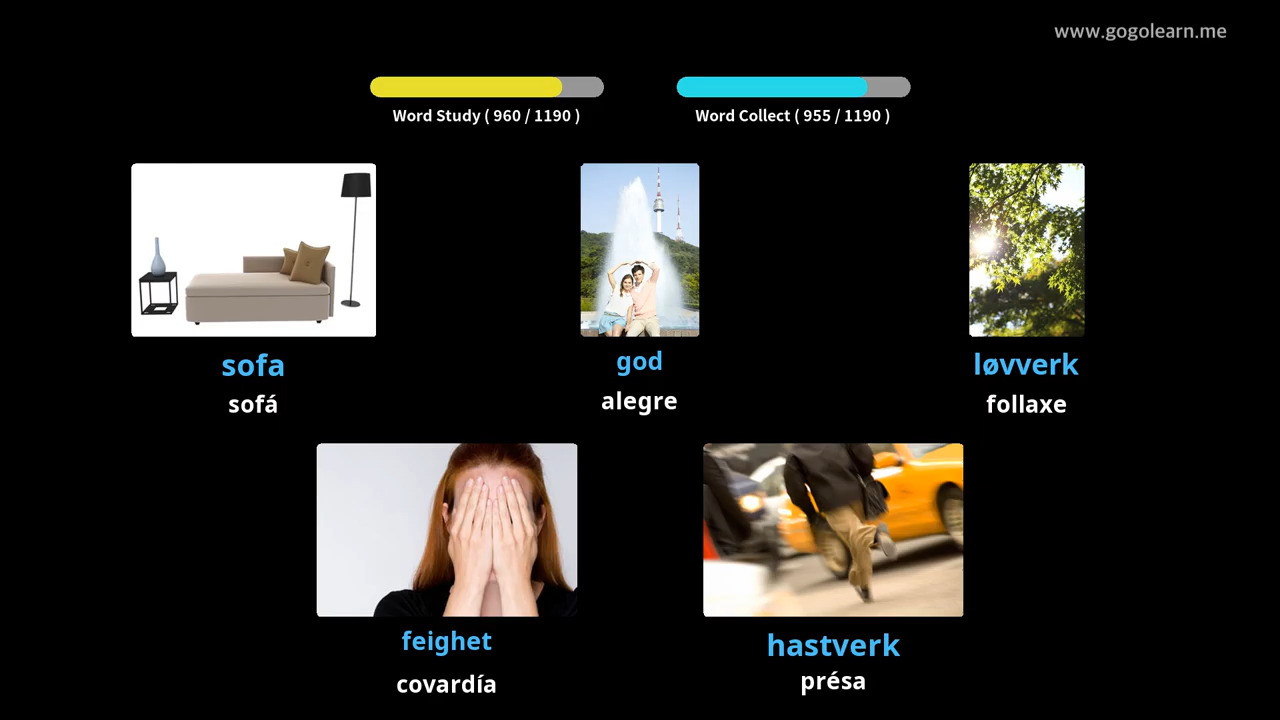 www.gogolearn.me
Word Study ( 960 / 1190 )
Word Collect ( 955 / 1190 )
sofa
sofá
god
alegre
løvverk
follaxe
feighet
covardía
hastverk
présa